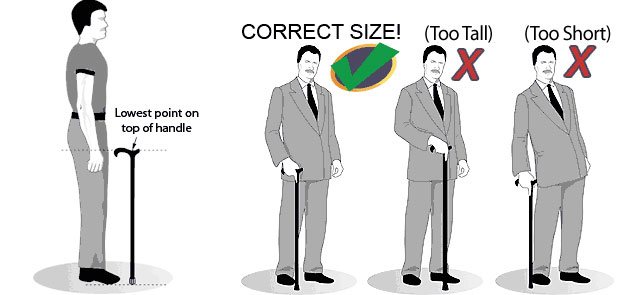 CORRECT SIZE!
(Too Tall)
(Too Short)
X
X
Lowest point on
top of handle